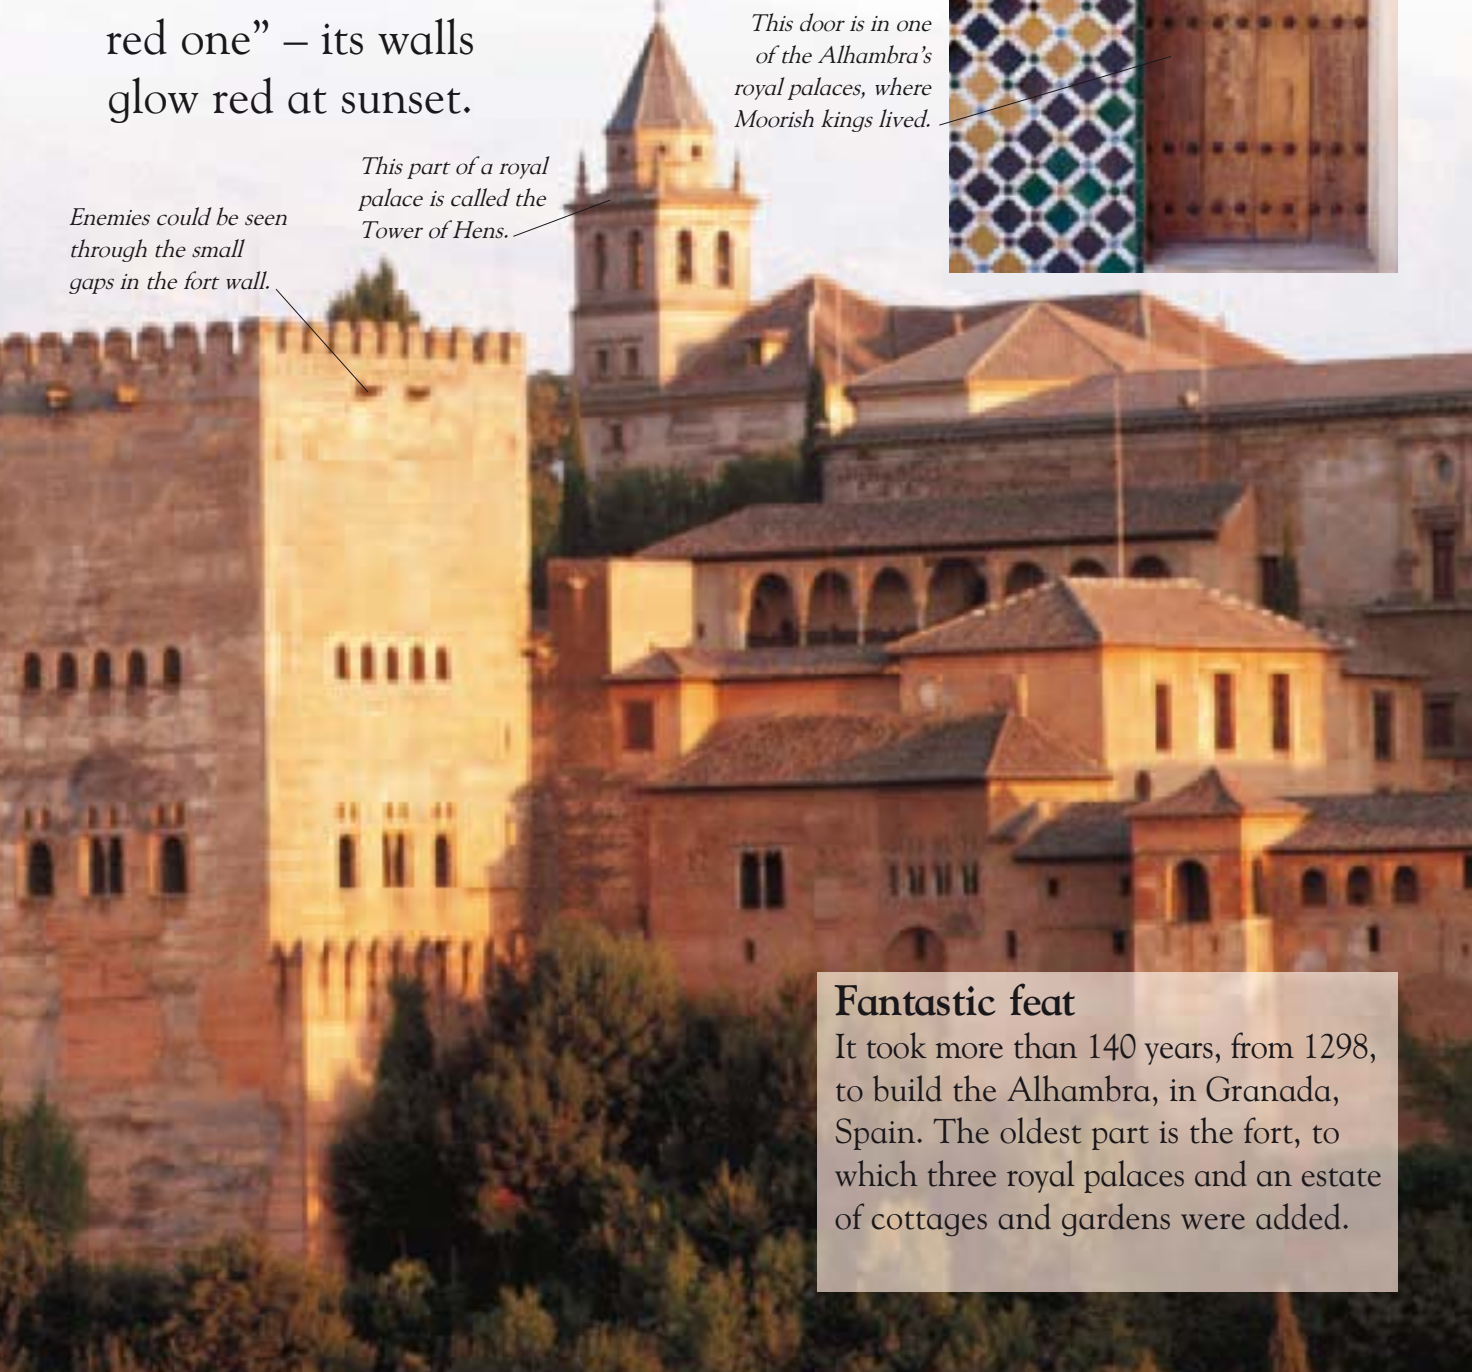 red one” – its walls
glow red at sunset.
This door is in one
of the Alhambra’s
royal palaces, where
Moorish kings lived.
This part of a royal
palace is called the
Tower of Hens.
Enemies could be seen
through the small
gaps in the fort wall.
Fantastic feat
It took more than 140 years, from 1298,
to build the Alhambra, in Granada,
Spain. The oldest part is the fort, to
which three royal palaces and an estate
of cottages and gardens were added.